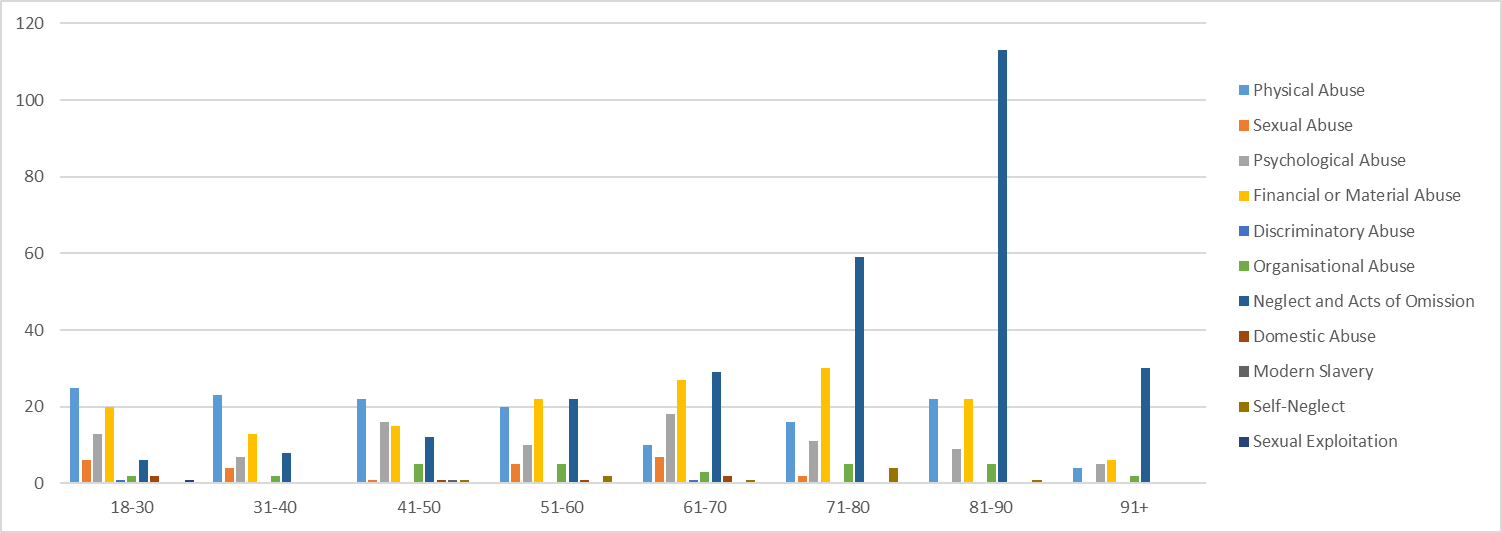 120
100
80
60
40
20
0
18-30 31-40 41-50 51-60 61-70 71-80 81-90 91+
Physical Abuse
Sexual Abuse
Psychological Abuse
Financial or Material Abuse
Discriminatory Abuse
Organisational Abuse
Neglect and Acts of Omission
Domestic Abuse
Modern Slavery
Self-Neglect
Sexual Exploitation